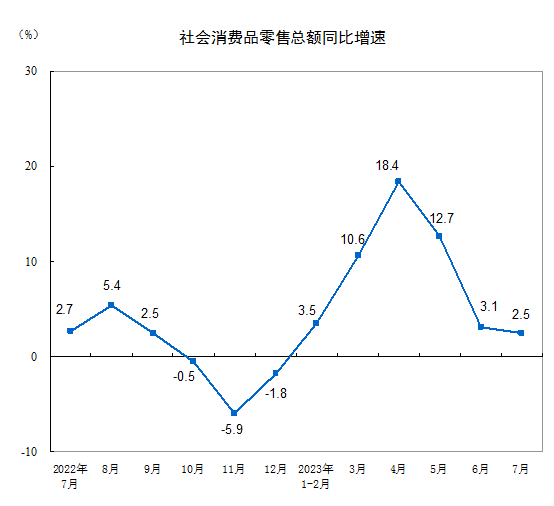 （%）
社会消费品零售总额同比增速
30
20
10
0
-10
2.7
5.4
2.5
-0.5
-5.9
-1.8
3.5
10.6
18.4
12.7
3.1
2.5
2022年
7月
8月
9月
10月
11月
12月
2023年
1-2月
3月
4月
5月
6月
7月